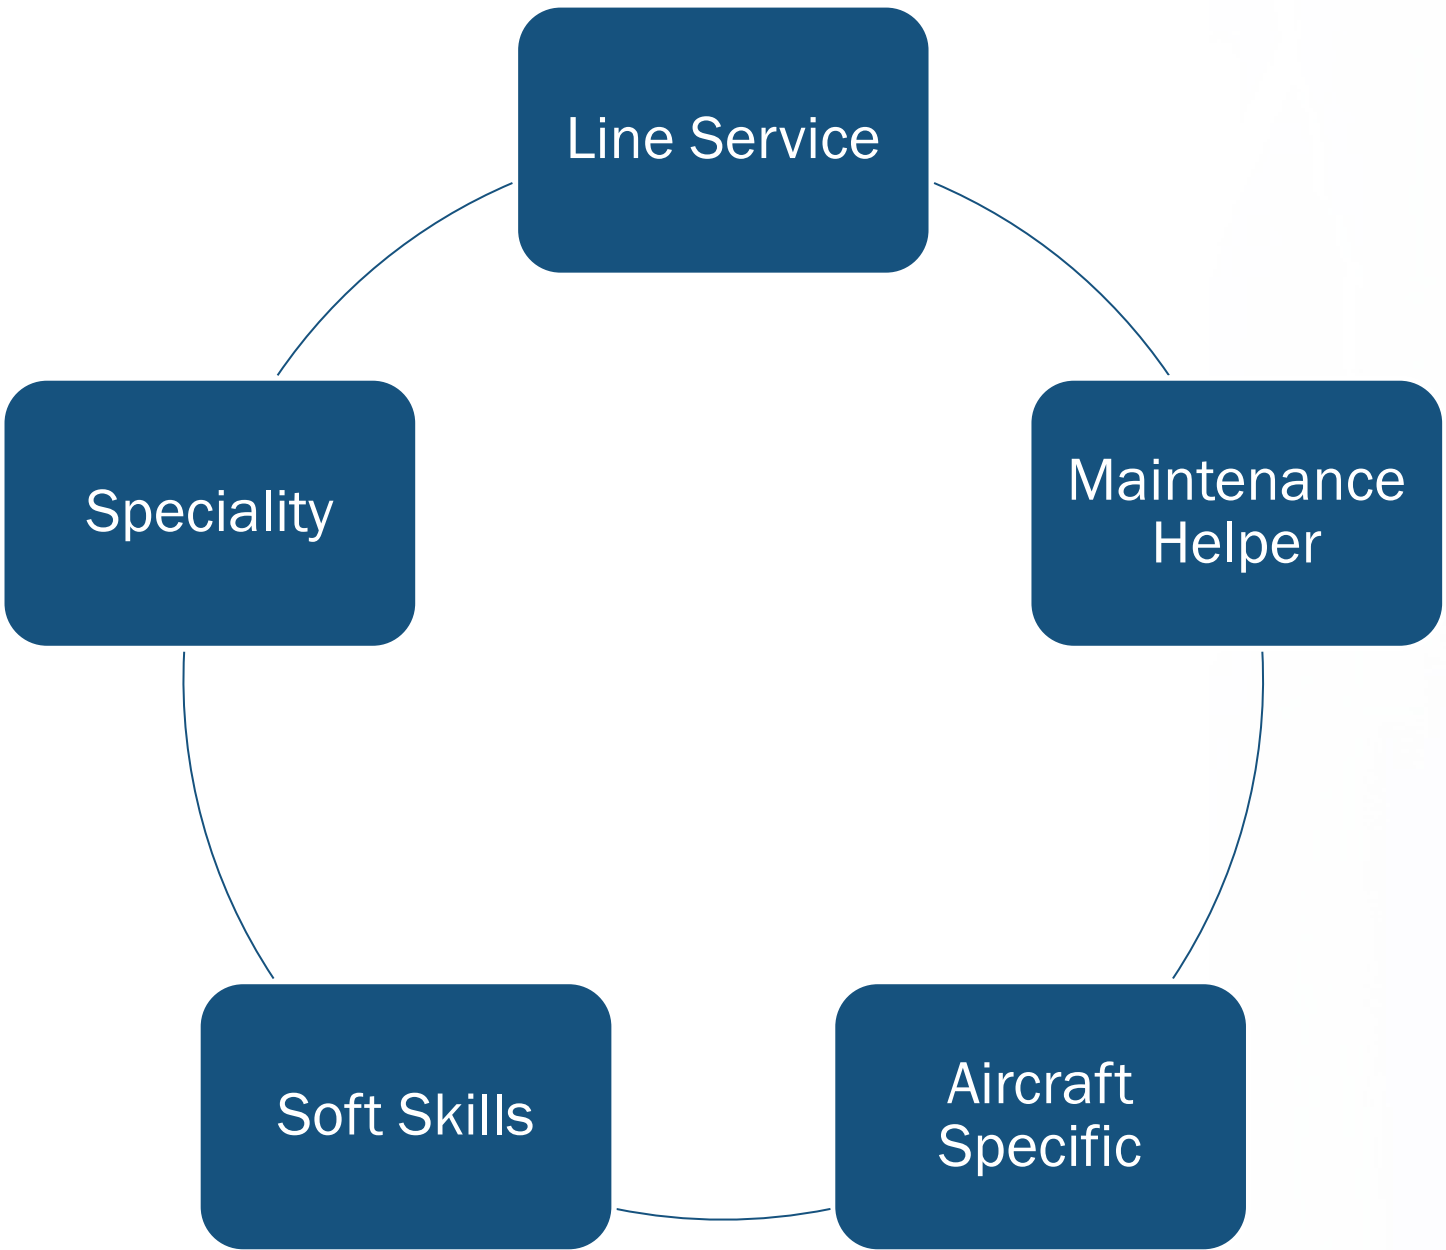 Line Service
Maintenance
Helper
Aircraft
Specific
Soft Skills
Speciality